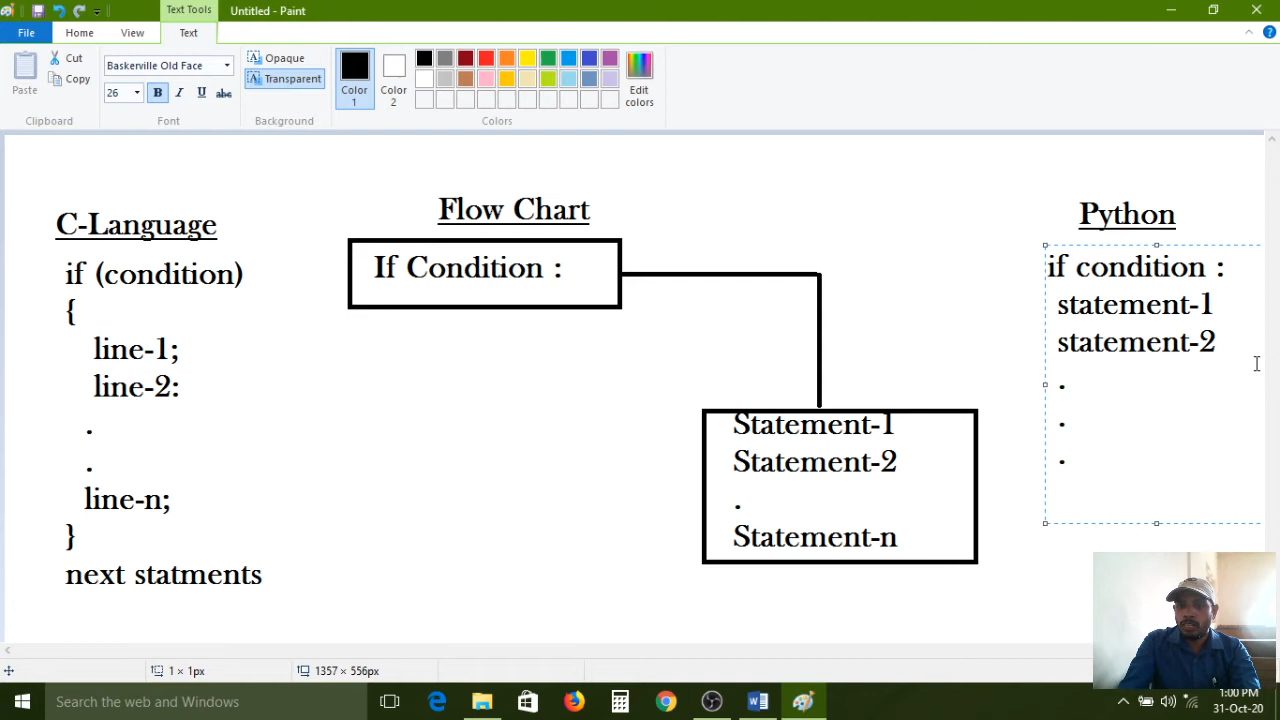 Text Tools
Untitled - Paint
File
Home
View
Text
Paste
Cut
Copy
Clipboard
Baskerville Old Face
26
B
I
U
abc
Font
A
Opaque
A
Transparent
Background
Color
1
Color
2
Edit
colors
Colors
C-Language
if (condition)
{
line-1;
line-2:
.
.
line-n;
}
next statments
Flow Chart
If Condition :
Statement-1
Statement-2
.
Statement-n
Python
if condition :
statement-1
statement-2
.
.
.
1 × 1px
1357 × 556px
Search the web and Windows
1:00 PM
31-Oct-20